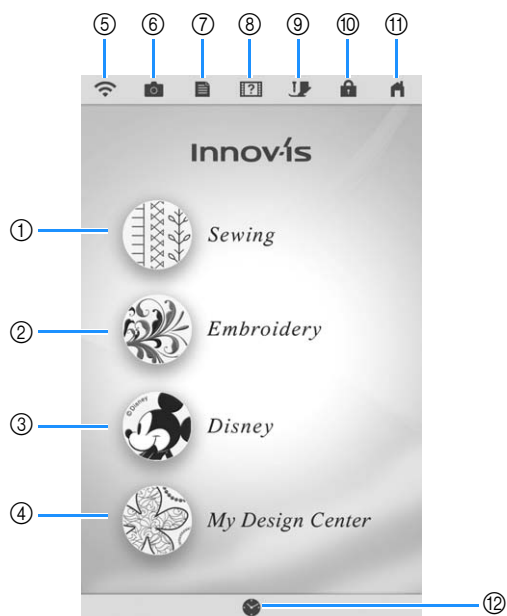 ⑤ ⑥ ⑦ ⑧ ⑨ ⑩ ⑪
?
Innov-ís
① Sewing
② Embroidery
© Disney
③ Disney
④ My Design Center
⑫